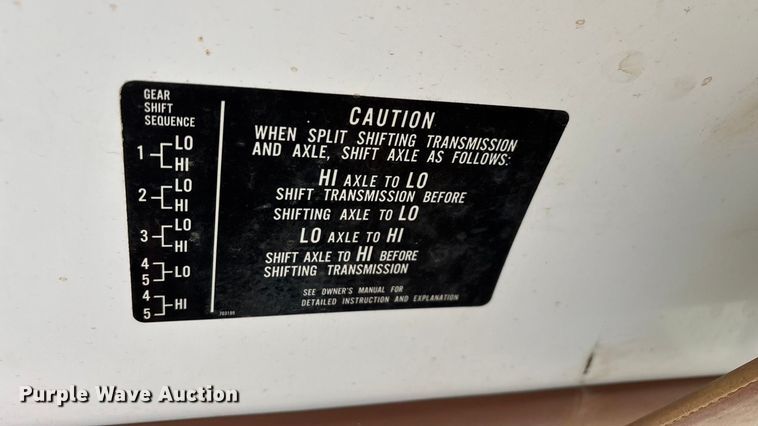 GEAR
SHIFT
SEQUENCE
1 LO
HI
2 LO
HI
3 LO
HI
4
5 LO
4
5 HI
CAUTION
WHEN SPLIT SHIFTING TRANSMISSION
AND AXLE, SHIFT AXLE AS FOLLOWS:
HI AXLE TO LO
SHIFT TRANSMISSION BEFORE
SHIFTING AXLE TO LO
LO AXLE TO HI
SHIFT AXLE TO HI BEFORE
SHIFTING TRANSMISSION
SEE OWNER'S MANUAL FOR
DETAILED INSTRUCTION AND EXPLANATION
Purple Wave Auction